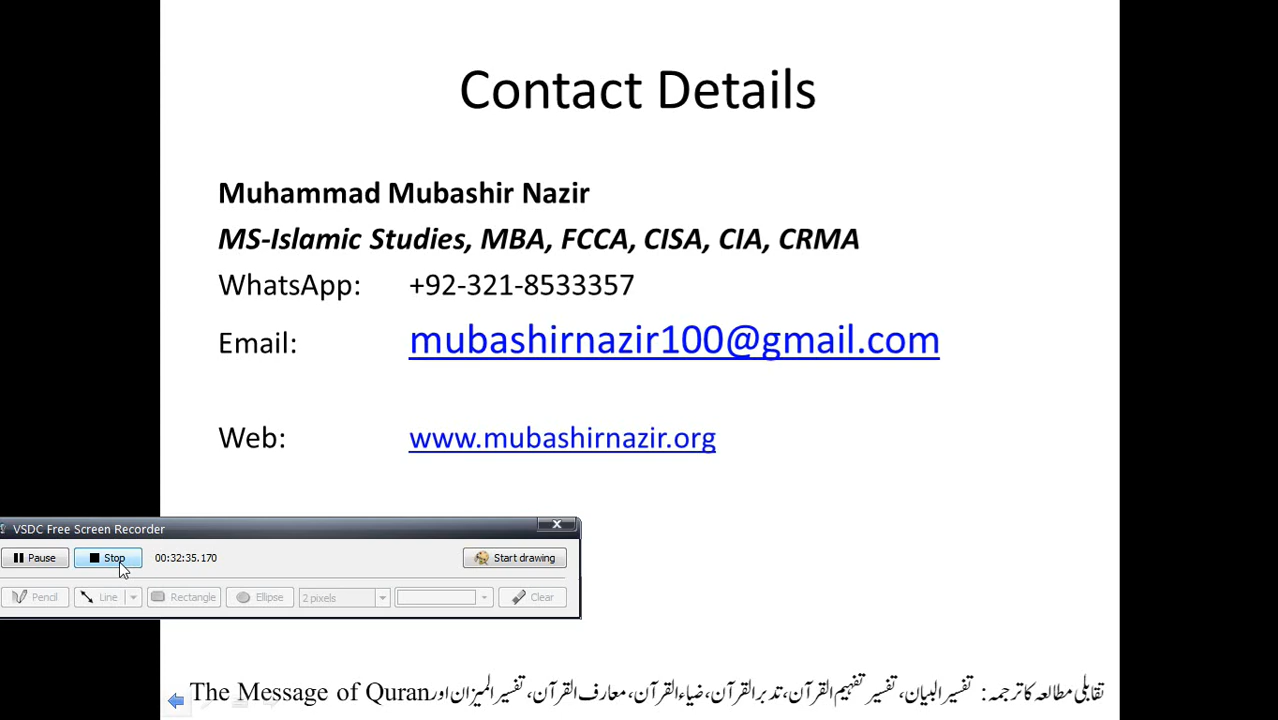 Contact Details
Muhammad Mubashir Nazir
MS-Islamic Studies, MBA, FCCA, CISA, CIA, CRMA
WhatsApp: +92-321-8533357
Email: mubashirnazir100@gmail.com
Web: www.mubashirnazir.org
VSDC Free Screen Recorder
Pause Stop 00:32:35.170 Start drawing
Pencil Line Rectangle Ellipse 2 pixels Clear
تقابلی مطالعہ کا ترجمہ: تفسیر البیان، تفسیر تفہیم القرآن، تدبر القرآن، ضیاء القرآن، معارف القرآن، تفسیر المیزان اور The Message of Quran